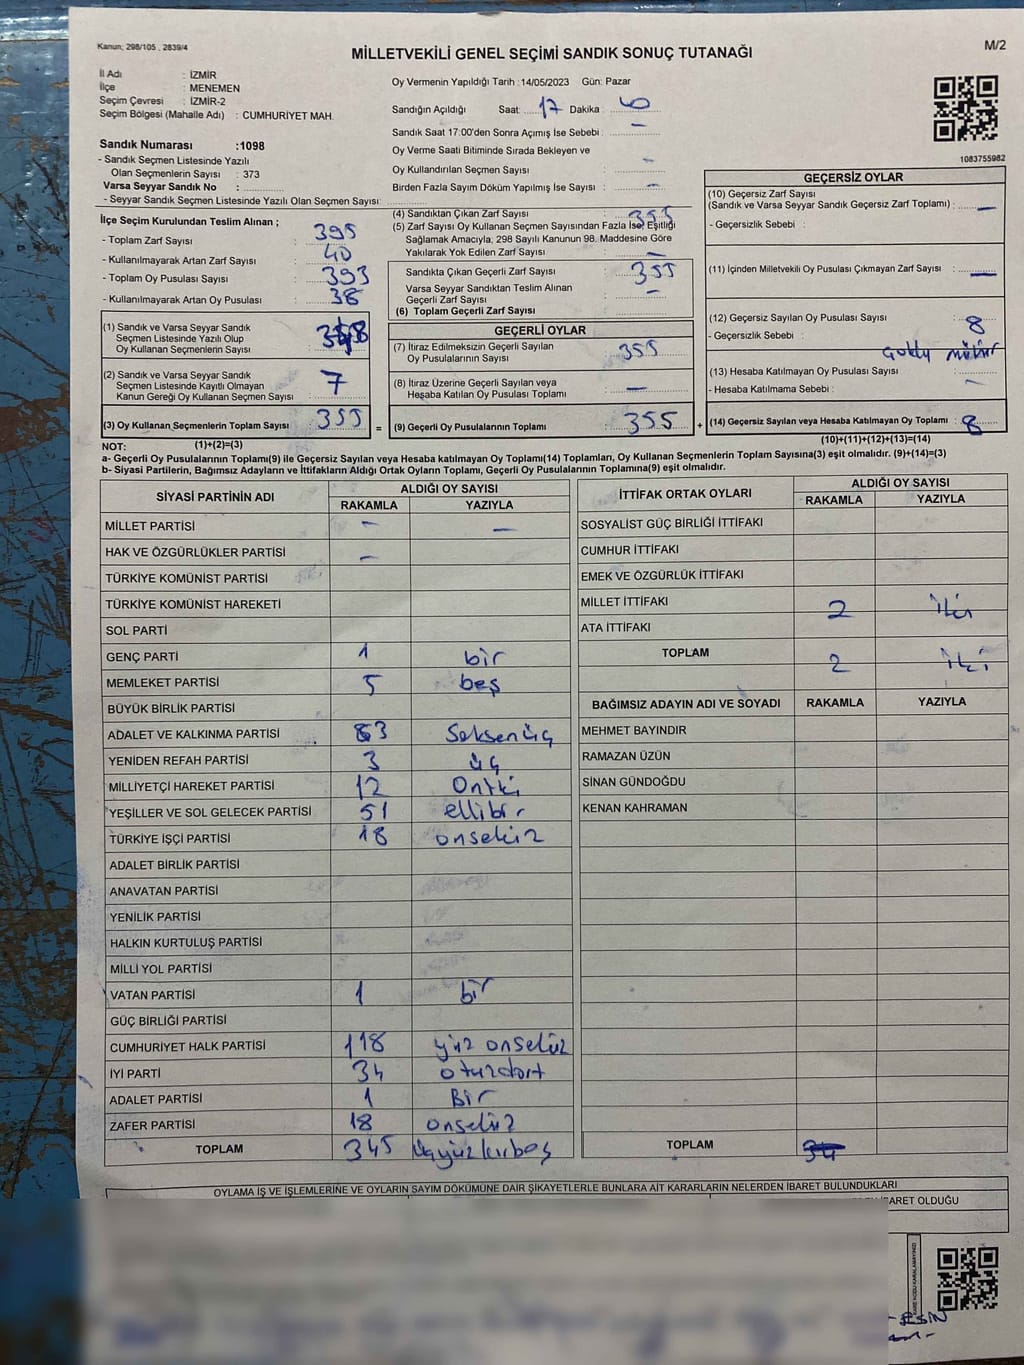 Kanun; 298/105 , 2839/4
MİLLETVEKİLİ GENEL SEÇİMİ SANDIK SONUÇ TUTANAĞI
M/2
İl Adı : İZMİR
İlçe : MENEMEN
Seçim Çevresi : İZMİR-2
Seçim Bölgesi (Mahalle Adı) : CUMHURİYET MAH.
Sandık Numarası :1098
- Sandık Seçmen Listesinde Yazılı
Olan Seçmenlerin Sayısı : 373
Varsa Seyyar Sandık No :
- Seyyar Sandık Seçmen Listesinde Yazılı Olan Seçmen Sayısı:
Oy Vermenin Yapıldığı Tarih : 14/05/2023 Gün: Pazar
Sandığın Açıldığı Saat: 17 Dakika :
Sandık Saat 17:00'den Sonra Açımış İse Sebebi : -
Oy Verme Saati Bitiminde Sırada Bekleyen ve
Oy Kullandırılan Seçmen Sayısı : -
Birden Fazla Sayım Döküm Yapılmış İse Sayısı : -
1083755982
İlçe Seçim Kurulundan Teslim Alınan ;
- Toplam Zarf Sayısı : 395
- Kullanılmayarak Artan Zarf Sayısı : 40
- Toplam Oy Pusulası Sayısı : 393
- Kullanılmayarak Artan Oy Pusulası : 38
(1) Sandık ve Varsa Seyyar Sandık
Seçmen Listesinde Yazılı Olup
Oy Kullanan Seçmenlerin Sayısı
(2) Sandık ve Varsa Seyyar Sandık
Seçmen Listesinde Kayıtlı Olmayan
Kanun Gereği Oy Kullanan Seçmen Sayısı : 7
(3) Oy Kullanan Seçmenlerin Toplam Sayısı : 355 =
(1)+(2)=(3)
(4) Sandıktan Çıkan Zarf Sayısı : 355
(5) Zarf Sayısı Oy Kullanan Seçmen Sayısından Fazla İse, Eşitliği
Sağlamak Amacıyla, 298 Sayılı Kanunun 98. Maddesine Göre
Yakılarak Yok Edilen Zarf Sayısı : -
Sandıkta Çıkan Geçerli Zarf Sayısı : 355
Varsa Seyyar Sandıktan Teslim Alınan
Geçerli Zarf Sayısı : -
(6) Toplam Geçerli Zarf Sayısı :
GEÇERLİ OYLAR
(7) İtiraz Edilmeksizin Geçerli Sayılan
Oy Pusulalarının Sayısı : 355
(8) İtiraz Üzerine Geçerli Sayılan veya
Hesaba Katılan Oy Pusulası Toplamı : -
(9) Geçerli Oy Pusulalarının Toplamı : 355 +
GEÇERSİZ OYLAR
(10) Geçersiz Zarf Sayısı
(Sandık ve Varsa Seyyar Sandık Geçersiz Zarf Toplamı) : -
- Geçersizlik Sebebi :
(11) İçinden Milletvekili Oy Pusulası Çıkmayan Zarf Sayısı : -
(12) Geçersiz Sayılan Oy Pusulası Sayısı : 8
- Geçersizlik Sebebi :
(13) Hesaba Katılmayan Oy Pusulası Sayısı : -
- Hesaba Katılmama Sebebi :
(14) Geçersiz Sayılan veya Hesaba Katılmayan Oy Toplamı : 8
(10)+(11)+(12)+(13)=(14)
NOT:
a- Geçerli Oy Pusulalarının Toplamı(9) ile Geçersiz Sayılan veya Hesaba katılmayan Oy Toplamı(14) Toplamları, Oy Kullanan Seçmenlerin Toplam Sayısına(3) eşit olmalıdır. (9)+(14)=(3)
b- Siyasi Partilerin, Bağımsız Adayların ve İttifakların Aldığı Ortak Oyların Toplamı, Geçerli Oy Pusulalarının Toplamına(9) eşit olmalıdır.
SİYASİ PARTİNİN ADI
ALDIĞI OY SAYISI
RAKAMLA YAZIYLA
MİLLET PARTİSİ - -
HAK VE ÖZGÜRLÜKLER PARTİSİ -
TÜRKİYE KOMÜNİST PARTİSİ
TÜRKİYE KOMÜNİST HAREKETİ
SOL PARTİ
GENÇ PARTİ 1 bir
MEMLEKET PARTİSİ 5 beş
BÜYÜK BİRLİK PARTİSİ
ADALET VE KALKINMA PARTİSİ 83 Seksenüç
YENİDEN REFAH PARTİSİ 3 üç
MİLLİYETÇİ HAREKET PARTİSİ 12 Oniki
YEŞİLLER VE SOL GELECEK PARTİSİ 51 ellibir
TÜRKİYE İŞÇİ PARTİSİ 18 onsekiz
ADALET BİRLİK PARTİSİ
ANAVATAN PARTİSİ
YENİLİK PARTİSİ
HALKIN KURTULUŞ PARTİSİ
MİLLİ YOL PARTİSİ
VATAN PARTİSİ 1 bir
GÜÇ BİRLİĞİ PARTİSİ
CUMHURİYET HALK PARTİSİ 118 yüz onsekiz
İYİ PARTİ 34 otuzdört
ADALET PARTİSİ 1 Bir
ZAFER PARTİSİ 18 onsekiz
TOPLAM 345 üçyüzkırbeş
İTTİFAK ORTAK OYLARI
ALDIĞI OY SAYISI
RAKAMLA YAZIYLA
SOSYALİST GÜÇ BİRLİĞİ İTTİFAKI
CUMHUR İTTİFAKI
EMEK VE ÖZGÜRLÜK İTTİFAKI
MİLLET İTTİFAKI 2 iki
ATA İTTİFAKI
TOPLAM 2 iki
BAĞIMSIZ ADAYIN ADI VE SOYADI RAKAMLA YAZIYLA
MEHMET BAYINDIR
RAMAZAN ÜZÜN
SİNAN GÜNDOĞDU
KENAN KAHRAMAN
TOPLAM
OYLAMA İŞ VE İŞLEMLERİNE VE OYLARIN SAYIM DÖKÜMÜNE DAİR ŞİKAYETLERLE BUNLARA AİT KARARLARIN NELERDEN İBARET BULUNDUKLARI
BARET OLDUĞU